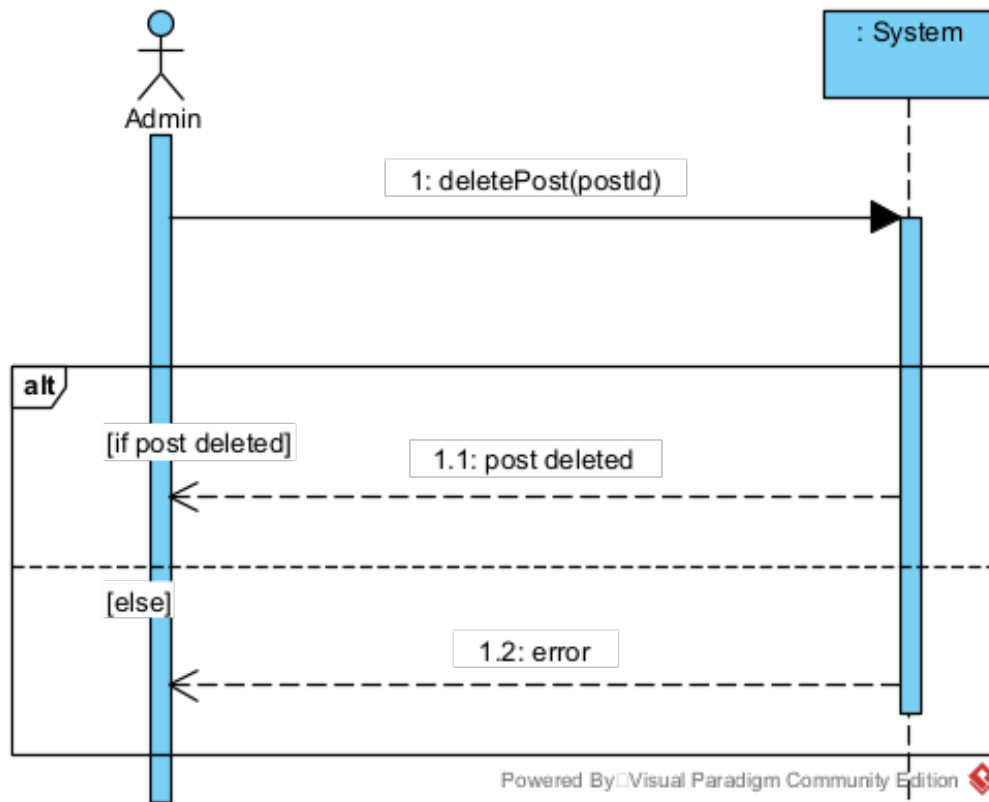 : System
Admin
1: deletePost(postId)
alt
[if post deleted]
1.1: post deleted
[else]
1.2: error
Powered By Visual Paradigm Community Edition